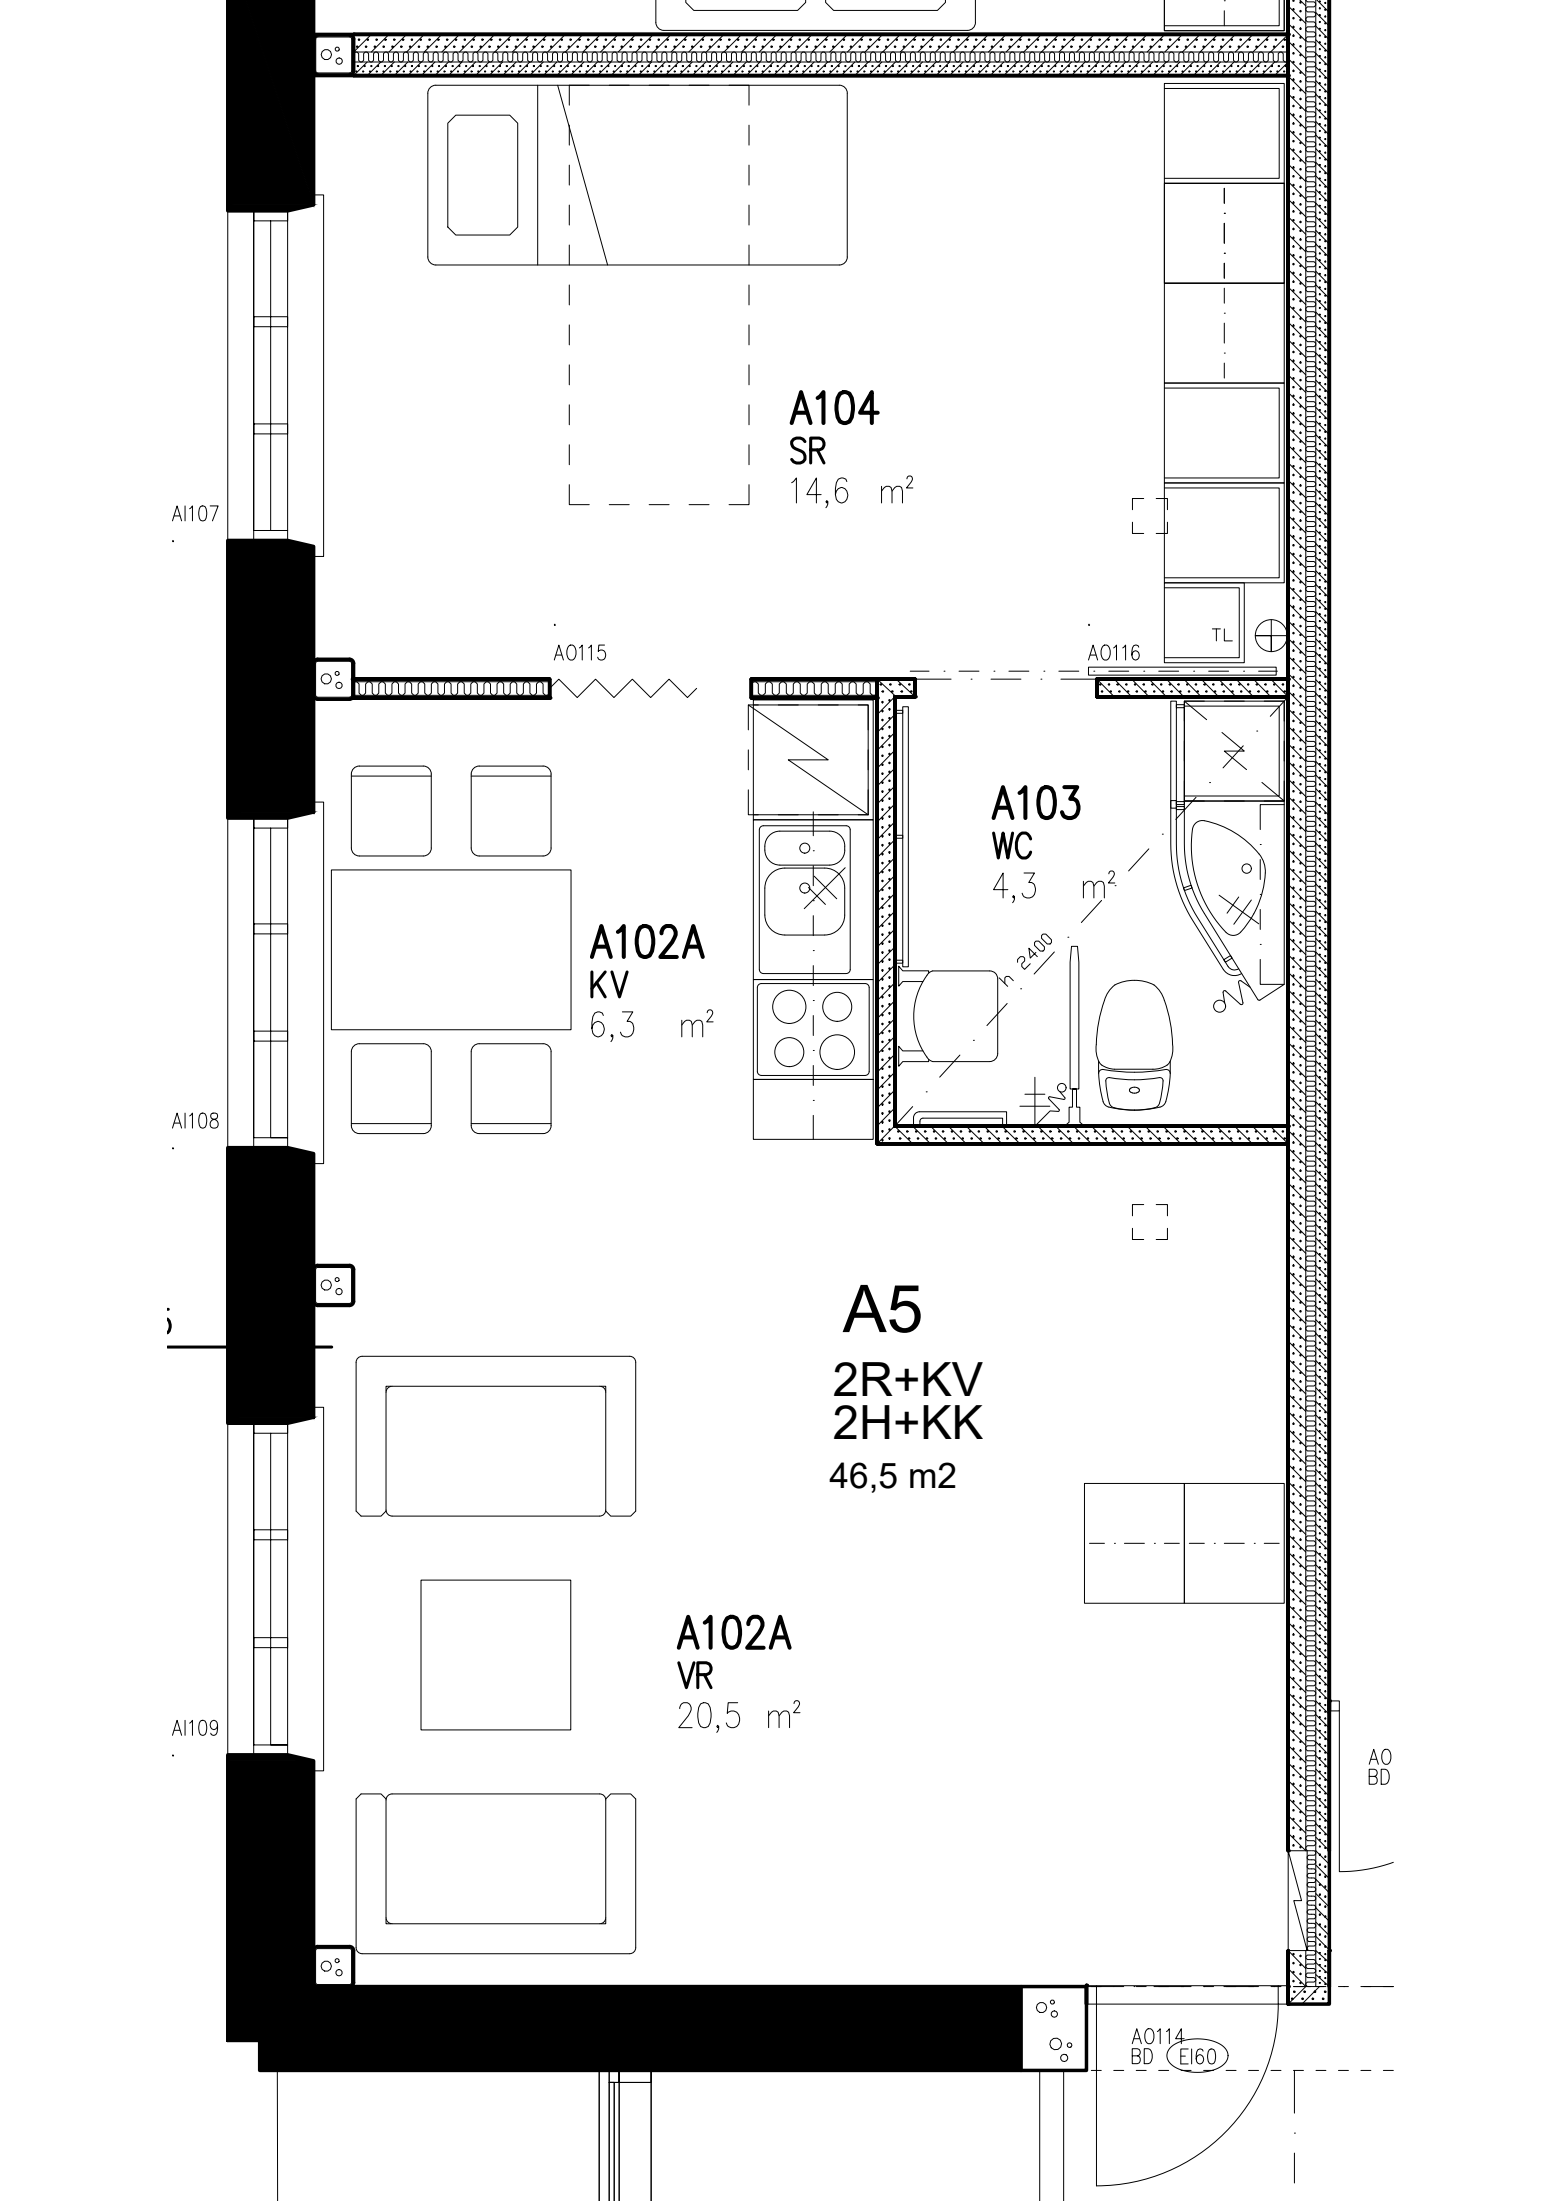 A104
SR
14,6 m²
AI107
A0115
A0116
TL
A103
WC
4,3 m²
h 2400
A102A
KV
6,3 m²
AI108
A5
2R+KV
2H+KK
46,5 m2
A102A
VR
20,5 m²
AI109
AO
BD
A0114
BD EI60